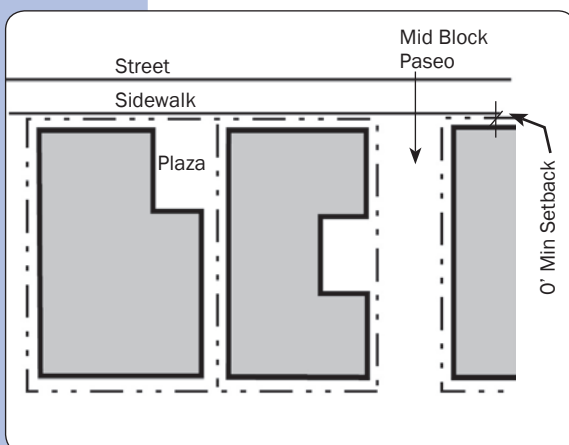 Mid Block
Paseo
Street
Sidewalk
Plaza
0' Min Setback